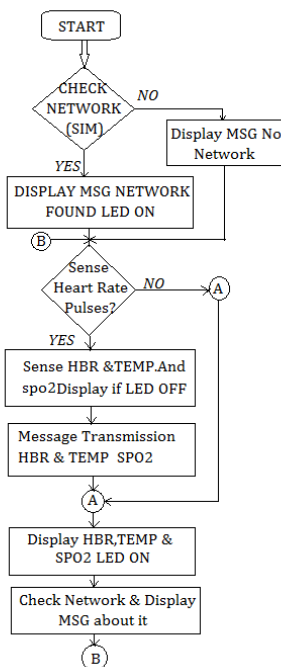 START
CHECK
NETWORK
(SIM)
NO
Display MSG No
Network
YES
DISPLAY MSG NETWORK
FOUND LED ON
B
Sense
Heart Rate
Pulses?
NO
A
YES
Sense HBR &TEMP.And
spo2Display if LED OFF
Message Transmission
HBR & TEMP SPO2
A
Display HBR,TEMP &
SPO2 LED ON
Check Network & Display
MSG about it
B